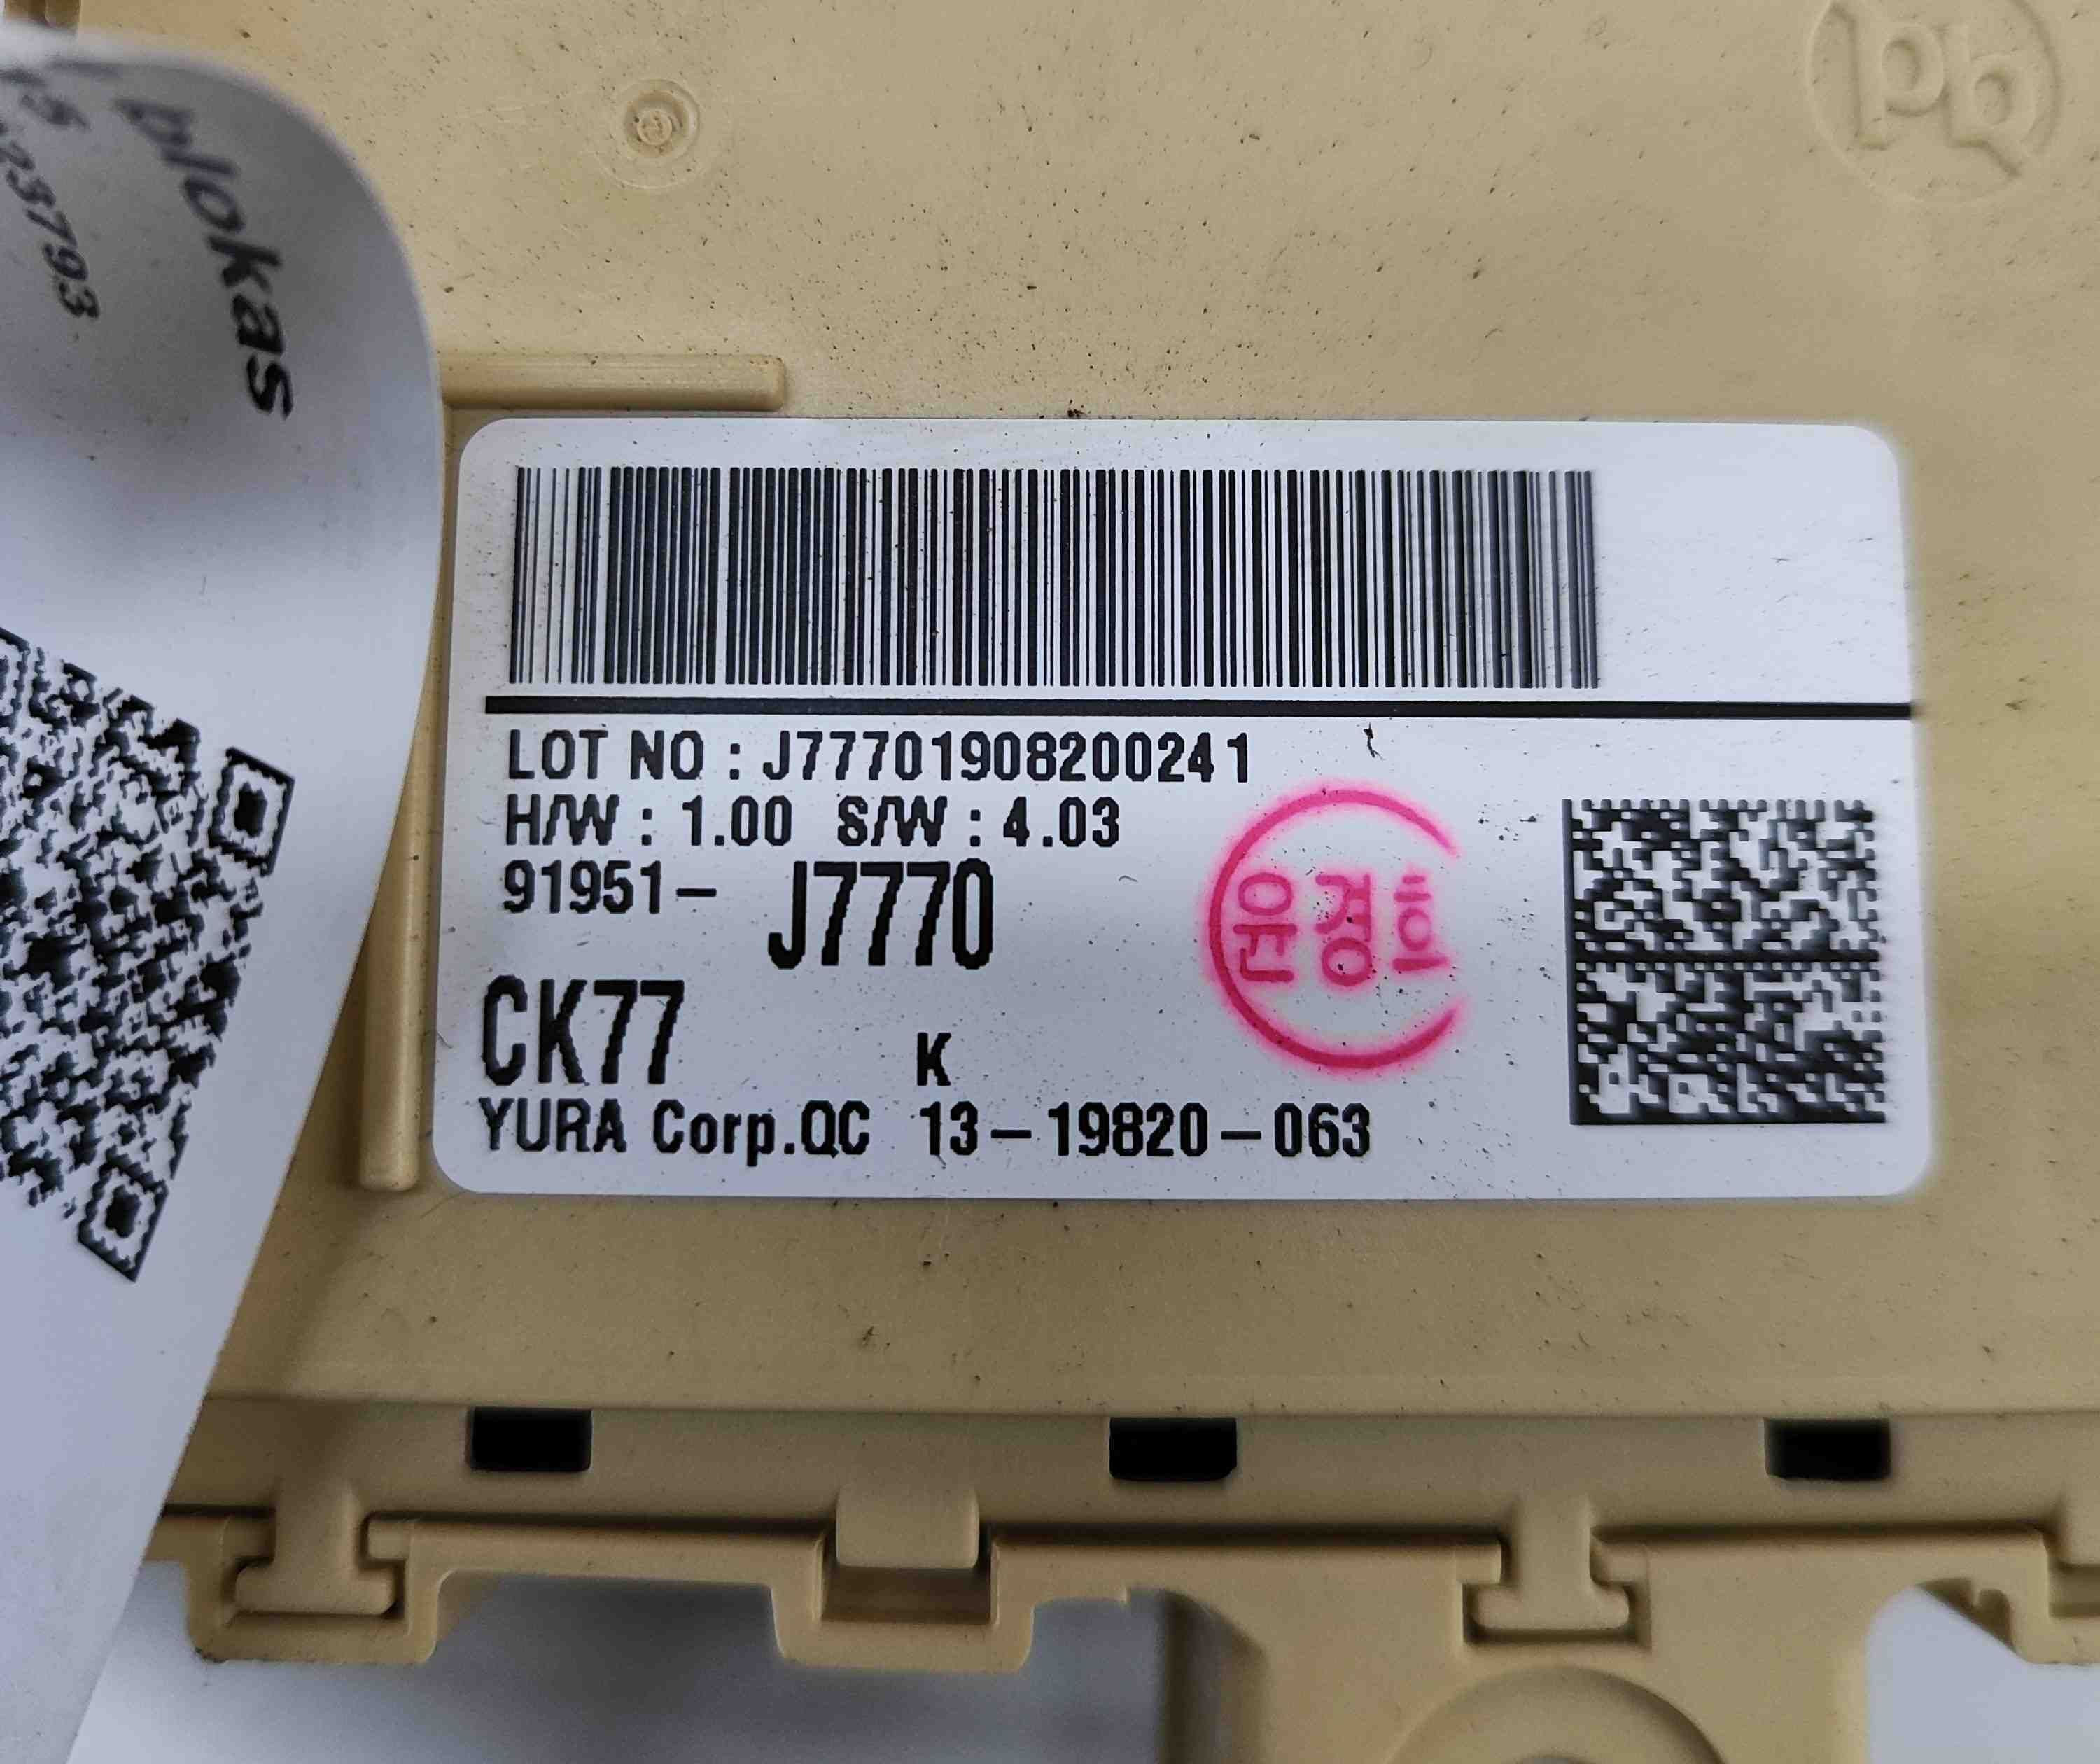 plokas
LOT NO : J77701908200241
H/W : 1.00 S/W : 4.03
91951- J7770
CK77
K
YURA Corp.QC 13-19820-063
윤경희